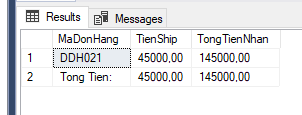 Results Messages
MaDonHang TienShip TongTienNhan
1 DDH021 45000,00 145000,00
2 Tong Tien: 45000,00 145000,00